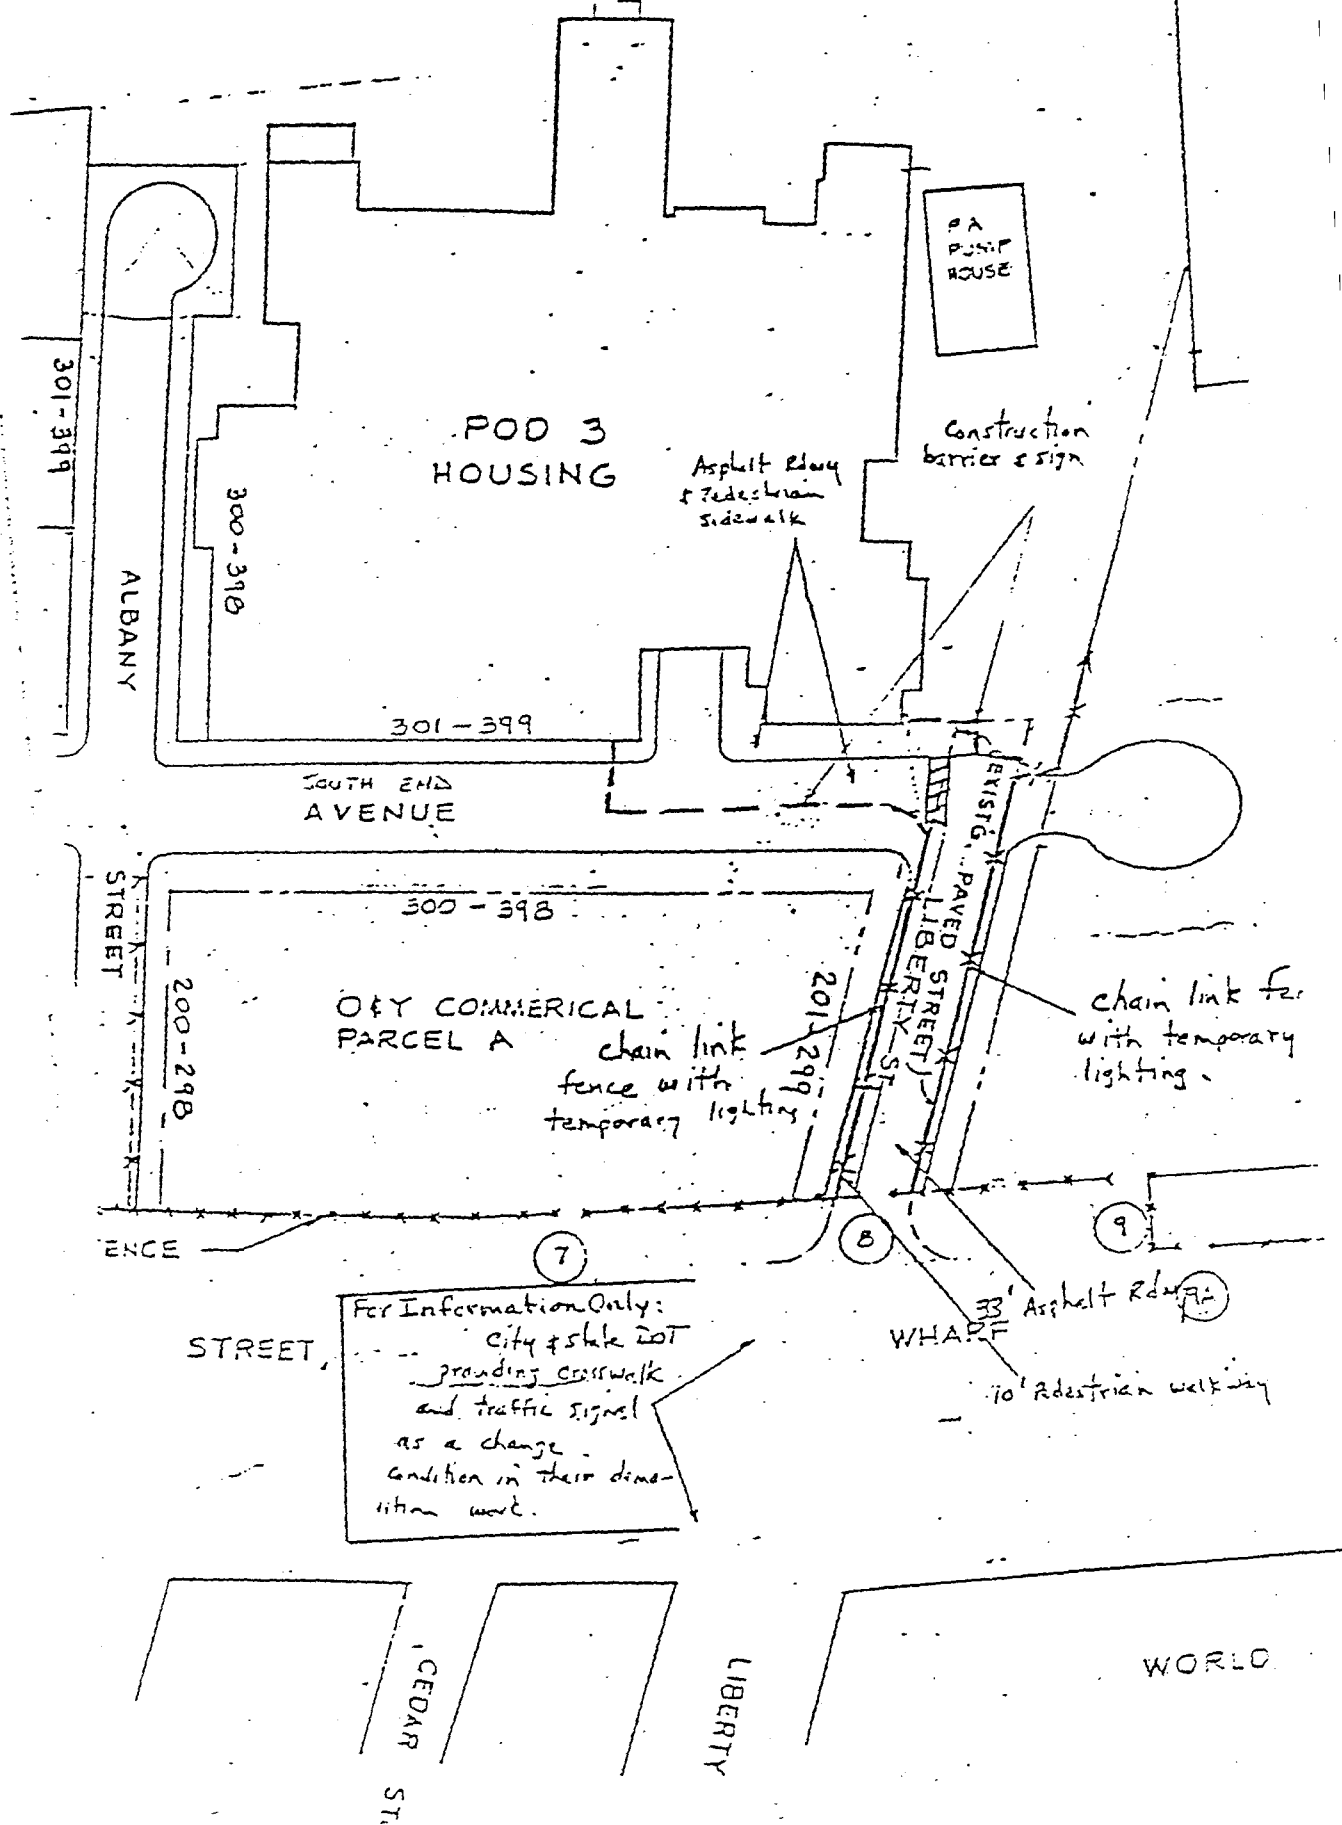 PA
PUMP
HOUSE
301-399
POD 3
HOUSING
Construction
barrier & sign
Asphalt Rdwy
& Pedestrian
sidewalk
300-398
ALBANY
301-399
SOUTH END
AVENUE
(EXIST'G. PAVED STREET)
LIBERTY ST
STREET
300-398
200-298
O&Y COMMERICAL
PARCEL A
201-299
chain link
fence with
temporary lighting
chain link
with temporary
lighting.
ENCE
7
8
9
9A
33' Asphalt Rdwy
WHARF
10' Pedestrian walkway
STREET
For Information Only:
City & State DOT
providing crosswalk
and traffic signal
as a change
condition in their demo-
lition work.
CEDAR ST.
LIBERTY
WORLD